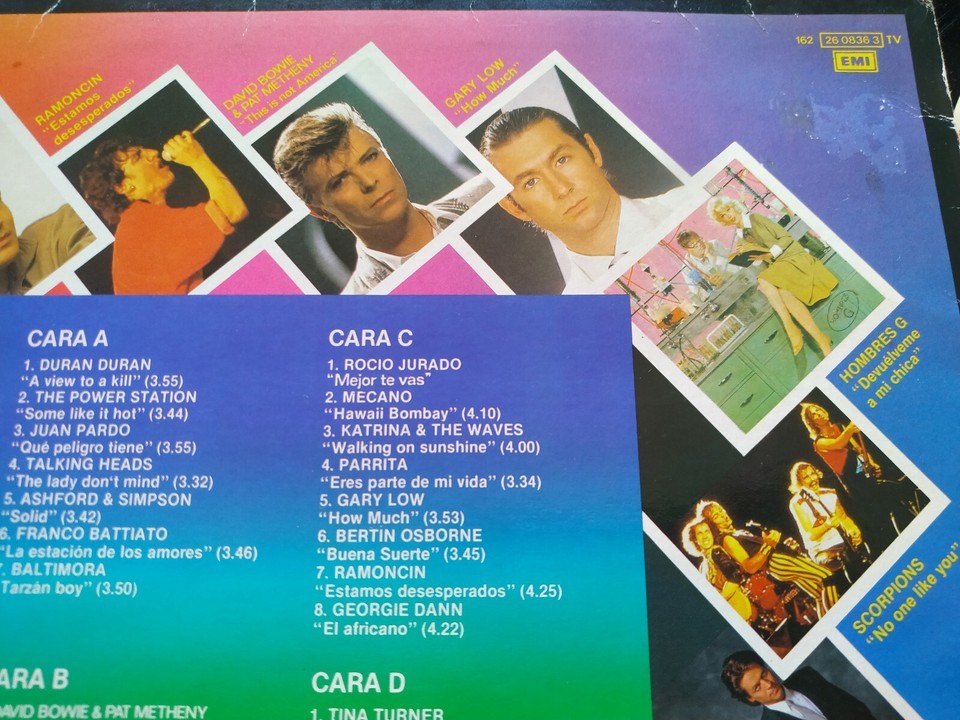 162 26 0836 3 TV
EMI
RAMONCIN
"Estamos
desesperados"
DAVID BOWIE
& PAT METHENY
"This is not America"
GARY LOW
"How Much"
HOMBRES G
"Devuélveme
a mi chica"
SCORPIONS
"No one like you"
CARA A
1. DURAN DURAN
"A view to a kill" (3.55)
2. THE POWER STATION
"Some like it hot" (3.44)
3. JUAN PARDO
"Qué peligro tiene" (3.55)
4. TALKING HEADS
"The lady don't mind" (3.32)
5. ASHFORD & SIMPSON
"Solid" (3.42)
6. FRANCO BATTIATO
"La estación de los amores" (3.46)
7. BALTIMORA
Tarzán boy" (3.50)
ARA B
DAVID BOWIE & PAT METHENY
CARA C
1. ROCIO JURADO
"Mejor te vas"
2. MECANO
"Hawaii Bombay" (4.10)
3. KATRINA & THE WAVES
"Walking on sunshine" (4.00)
4. PARRITA
"Eres parte de mi vida" (3.34)
5. GARY LOW
"How Much" (3.53)
6. BERTIN OSBORNE
"Buena Suerte" (3.45)
7. RAMONCIN
"Estamos desesperados" (4.25)
8. GEORGIE DANN
"El africano" (4.22)
CARA D
1. TINA TURNER